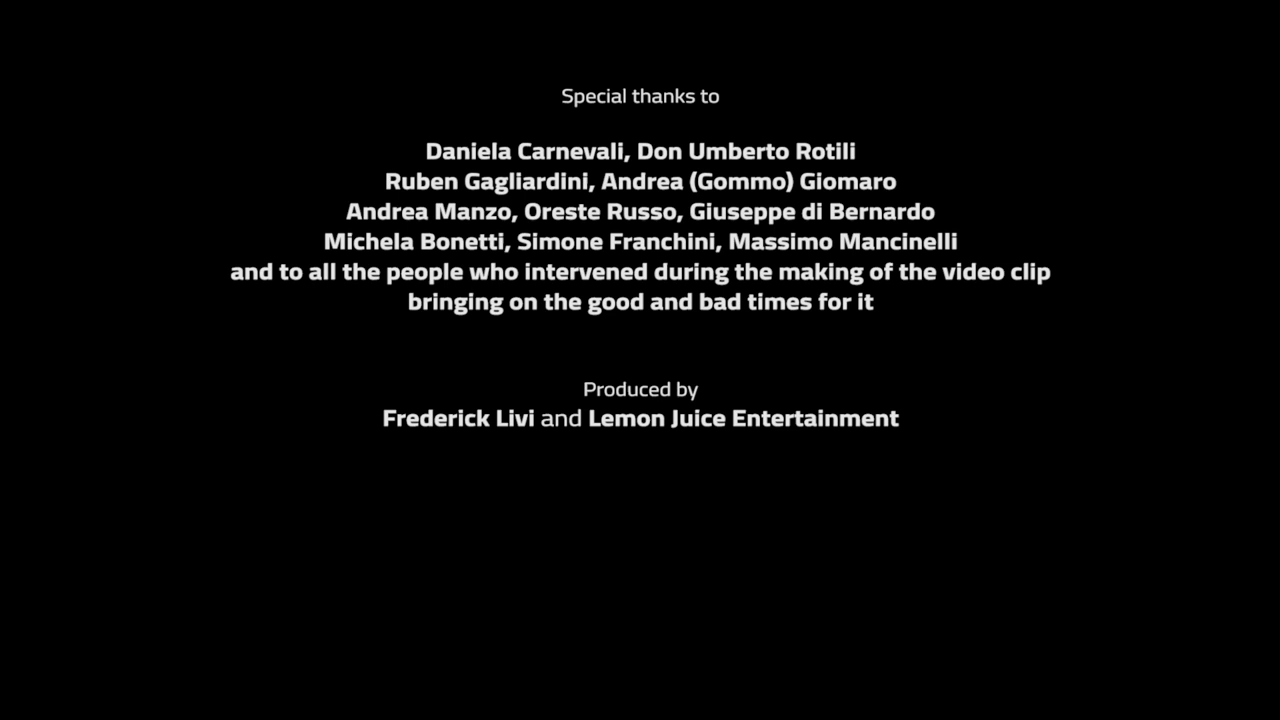 Special thanks to
Daniela Carnevali, Don Umberto Rotili
Ruben Gagliardini, Andrea (Gommo) Giomaro
Andrea Manzo, Oreste Russo, Giuseppe di Bernardo
Michela Bonetti, Simone Franchini, Massimo Mancinelli
and to all the people who intervened during the making of the video clip
bringing on the good and bad times for it
Produced by
Frederick Livi and Lemon Juice Entertainment